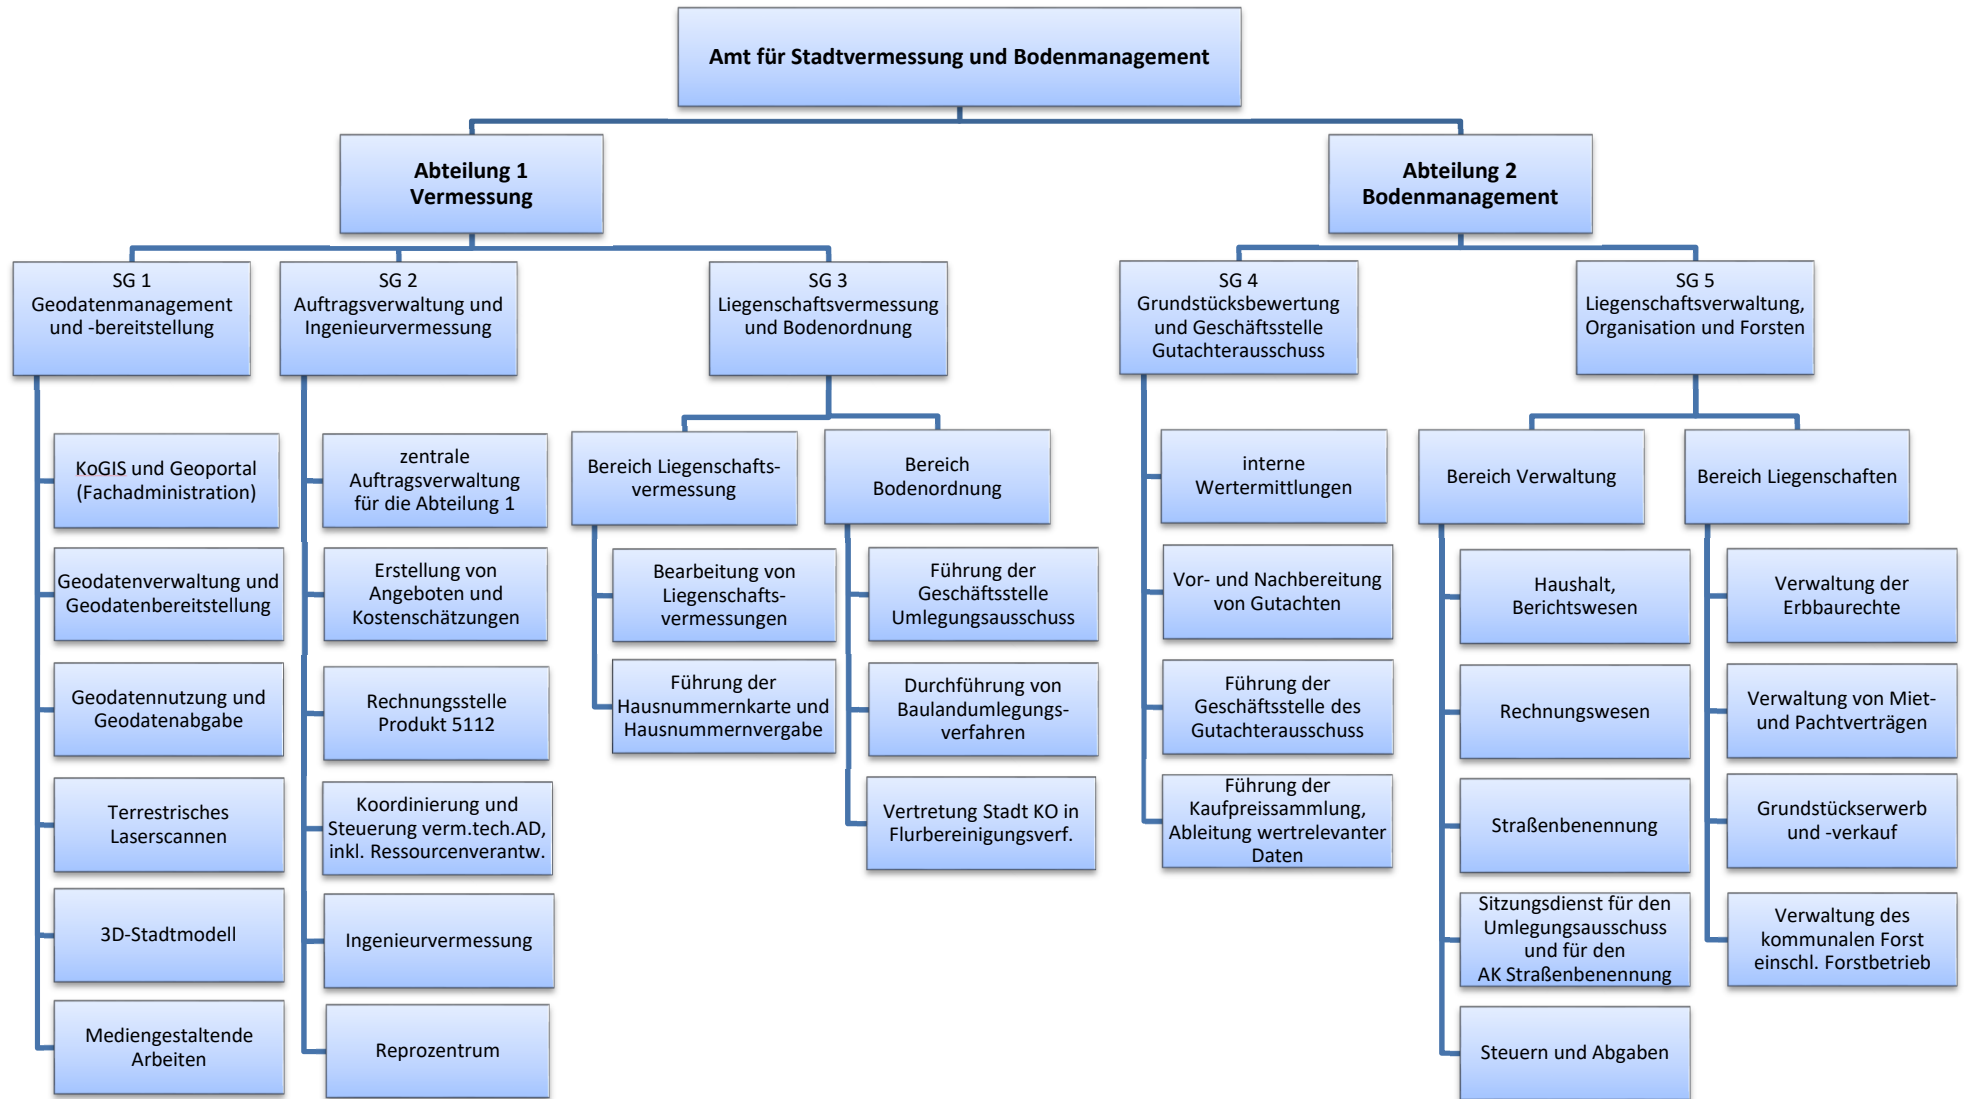 Amt für Stadtvermessung und Bodenmanagement
Abteilung 1
Vermessung
Abteilung 2
Bodenmanagement
SG 1
Geodatenmanagement
und -bereitstellung
SG 2
Auftragsverwaltung und
Ingenieurvermessung
SG 3
Liegenschaftsvermessung
und Bodenordnung
SG 4
Grundstücksbewertung
und Geschäftsstelle
Gutachterausschuss
SG 5
Liegenschaftsverwaltung,
Organisation und Forsten
KoGIS und Geoportal
(Fachadministration)
Geodatenverwaltung und
Geodatenbereitstellung
Geodatennutzung und
Geodatenabgabe
Terrestrisches
Laserscannen
3D-Stadtmodell
Mediengestaltende
Arbeiten
zentrale
Auftragsverwaltung
für die Abteilung 1
Erstellung von
Angeboten und
Kostenschätzungen
Rechnungsstelle
Produkt 5112
Koordinierung und
Steuerung verm.tech.AD,
inkl. Ressourcenverantw.
Ingenieurvermessung
Reprozentrum
Bereich Liegenschafts-
vermessung
Bearbeitung von
Liegenschafts-
vermessungen
Führung der
Hausnummernkarte und
Hausnummernvergabe
Bereich
Bodenordnung
Führung der
Geschäftsstelle
Umlegungsausschuss
Durchführung von
Baulandumlegungs-
verfahren
Vertretung Stadt KO in
Flurbereinigungsverf.
interne
Wertermittlungen
Vor- und Nachbereitung
von Gutachten
Führung der
Geschäftsstelle des
Gutachterausschuss
Führung der
Kaufpreissammlung,
Ableitung wertrelevanter
Daten
Bereich Verwaltung
Haushalt,
Berichtswesen
Rechnungswesen
Straßenbenennung
Sitzungsdienst für den
Umlegungsausschuss
und für den
AK Straßenbenennung
Steuern und Abgaben
Bereich Liegenschaften
Verwaltung der
Erbbaurechte
Verwaltung von Miet-
und Pachtverträgen
Grundstückserwerb
und -verkauf
Verwaltung des
kommunalen Forst
einschl. Forstbetrieb